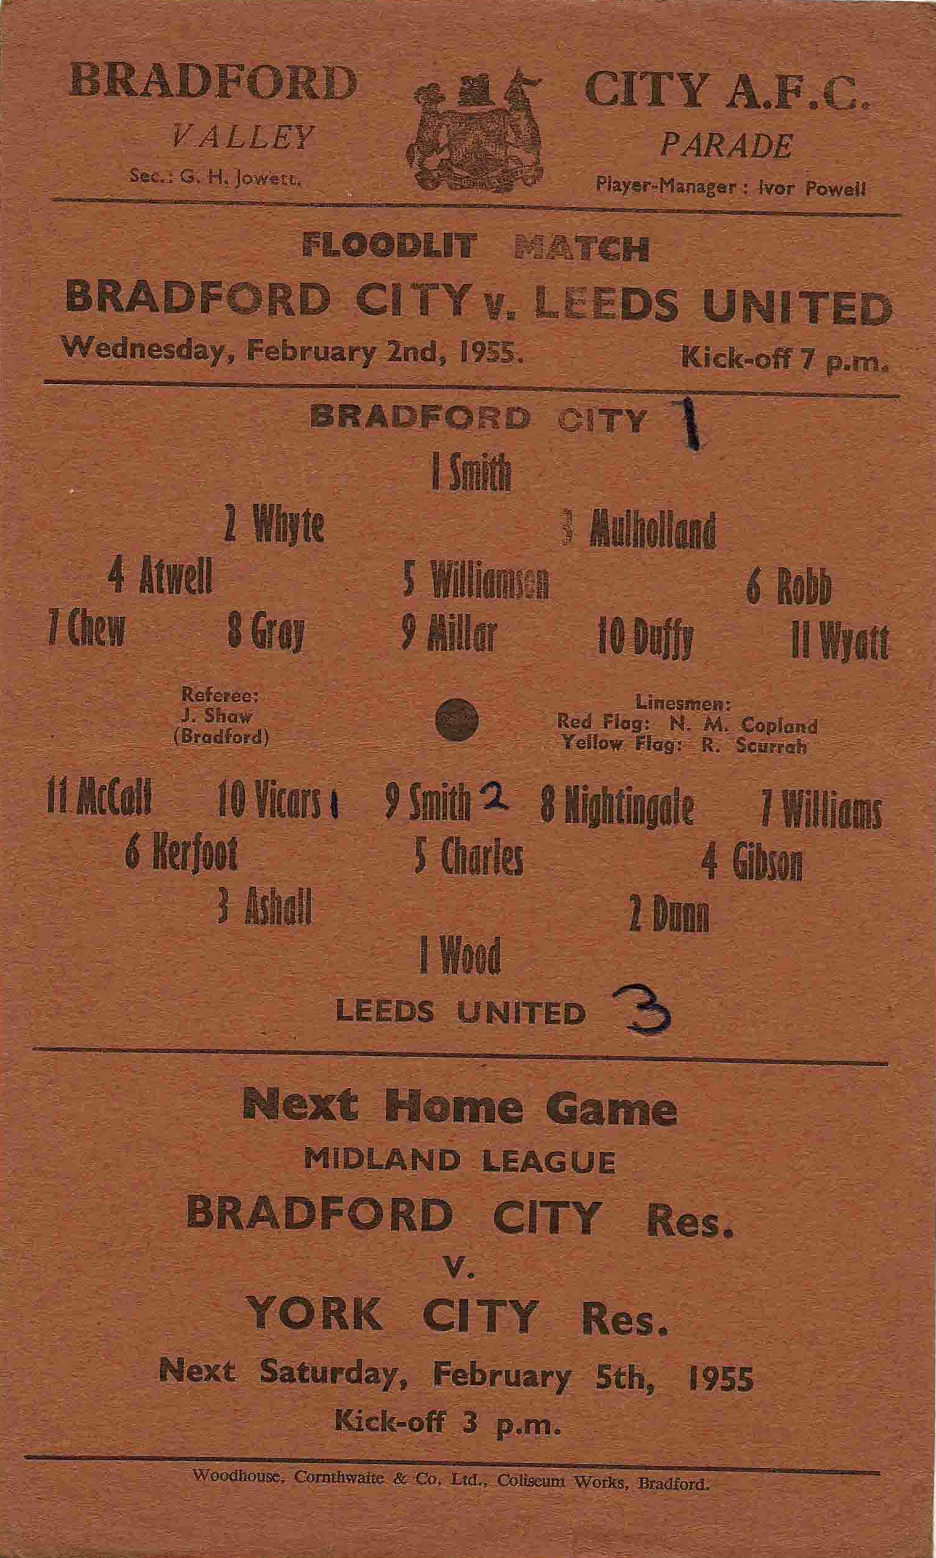 BRADFORD CITY A.F.C.
VALLEY PARADE
Sec.: G. H. Jowett. Player-Manager : Ivor Powell
FLOODLIT MATCH
BRADFORD CITY v. LEEDS UNITED
Wednesday, February 2nd, 1955. Kick-off 7 p.m.
BRADFORD CITY 1
1 Smith
2 Whyte 3 Mulholland
4 Atwell 5 Williamson 6 Robb
7 Chew 8 Gray 9 Millar 10 Duffy 11 Wyatt
Referee:
J. Shaw
(Bradford)
Linesmen:
Red Flag: N. M. Copland
Yellow Flag: R. Scurrah
11 McCall 10 Vicars 1 9 Smith 2 8 Nightingale 7 Williams
6 Kerfoot 5 Charles 4 Gibson
3 Ashall 2 Dunn
1 Wood
LEEDS UNITED 3
Next Home Game
MIDLAND LEAGUE
BRADFORD CITY Res.
v.
YORK CITY Res.
Next Saturday, February 5th, 1955
Kick-off 3 p.m.
Woodhouse, Cornthwaite & Co, Ltd., Coliseum Works, Bradford.